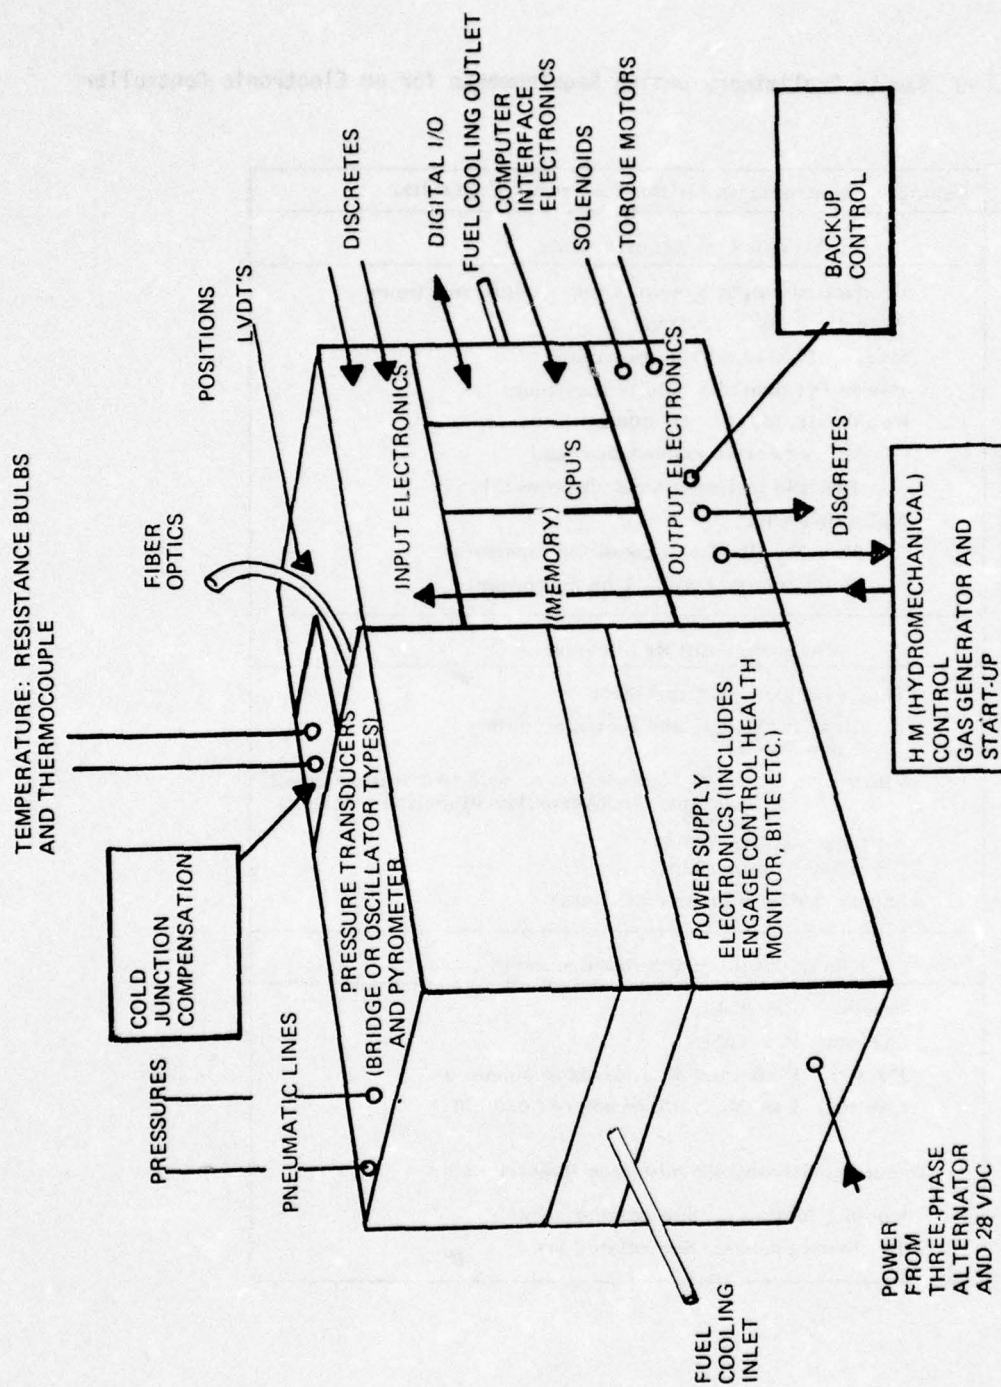 TEMPERATURE: RESISTANCE BULBS
AND THERMOCOUPLE
POSITIONS
LVDT'S
FIBER
OPTICS
COLD
JUNCTION
COMPENSATION
PRESSURES
PNEUMATIC LINES
DISCRETES
DIGITAL I/O
FUEL COOLING OUTLET
COMPUTER
INTERFACE
ELECTRONICS
SOLENOIDS
TORQUE MOTORS
PRESSURE TRANSDUCERS
(BRIDGE OR OSCILLATOR TYPES)
AND PYROMETER
INPUT ELECTRONICS
CPU'S
(MEMORY)
OUTPUT ELECTRONICS
POWER SUPPLY
ELECTRONICS (INCLUDES
ENGAGE CONTROL HEALTH
MONITOR, BITE ETC.)
BACKUP
CONTROL
DISCRETES
H M (HYDROMECHANICAL)
CONTROL
GAS GENERATOR AND
START-UP
FUEL
COOLING
INLET
POWER
FROM
THREE-PHASE
ALTERNATOR
AND 28 VDC